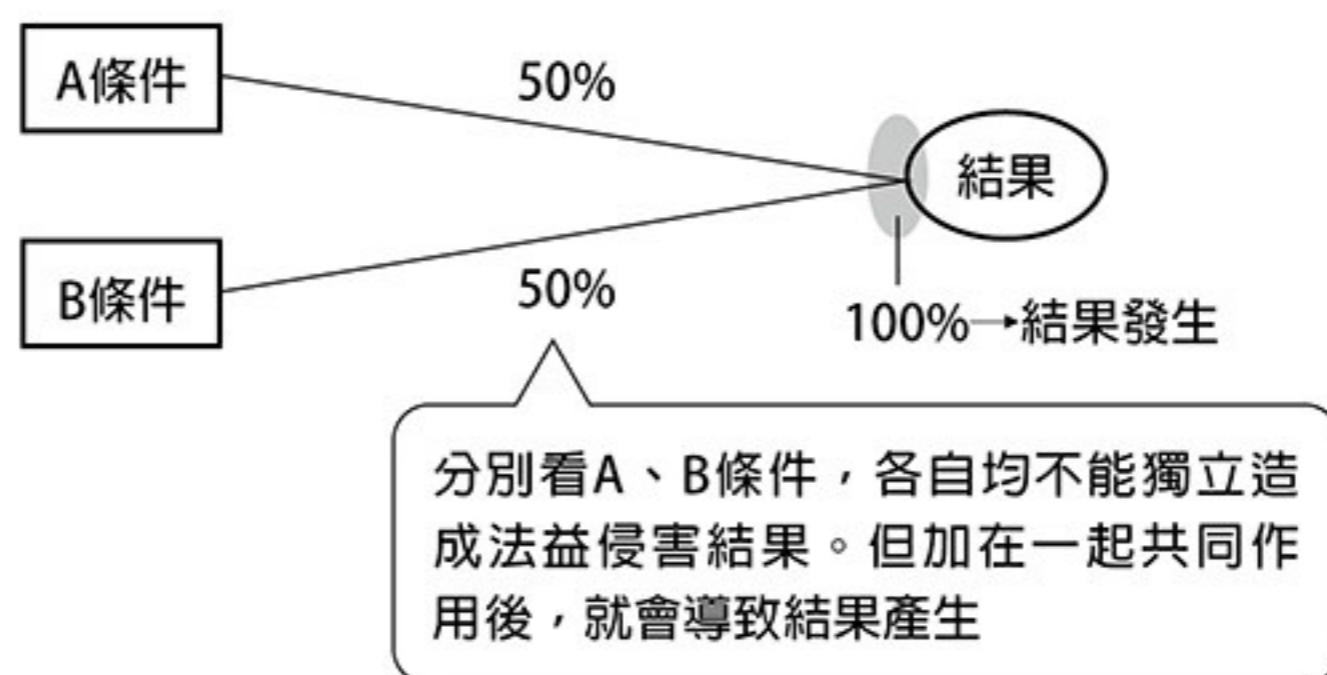 A條件
50%
結果
B條件
50%
100%→結果發生
分別看A、B條件，各自均不能獨立造
成法益侵害結果。但加在一起共同作
用後，就會導致結果產生